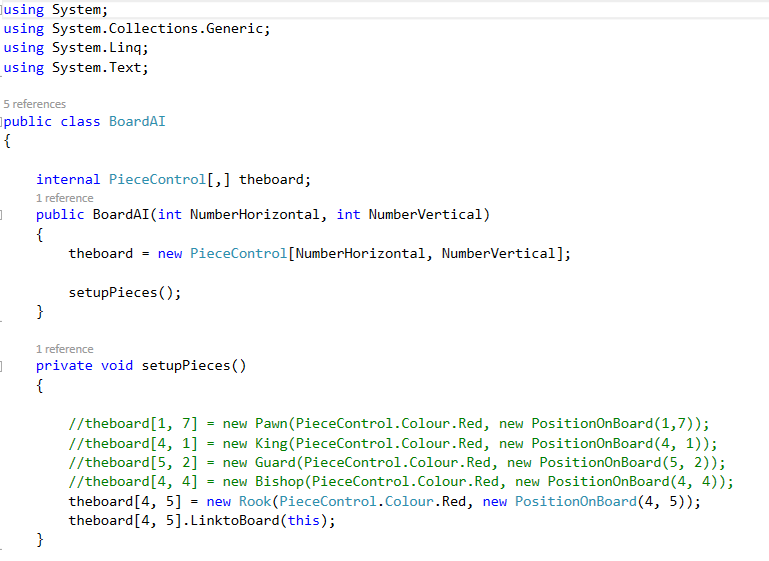 using System;
using System.Collections.Generic;
using System.Linq;
using System.Text;
5 references
public class BoardAI
{
internal PieceControl[,] theboard;
1 reference
public BoardAI(int NumberHorizontal, int NumberVertical)
{
theboard = new PieceControl[NumberHorizontal, NumberVertical];
setupPieces();
}
1 reference
private void setupPieces()
{
//theboard[1, 7] = new Pawn(PieceControl.Colour.Red, new PositionOnBoard(1,7));
//theboard[4, 1] = new King(PieceControl.Colour.Red, new PositionOnBoard(4, 1));
//theboard[5, 2] = new Guard(PieceControl.Colour.Red, new PositionOnBoard(5, 2));
//theboard[4, 4] = new Bishop(PieceControl.Colour.Red, new PositionOnBoard(4, 4));
theboard[4, 5] = new Rook(PieceControl.Colour.Red, new PositionOnBoard(4, 5));
theboard[4, 5].LinktoBoard(this);
}